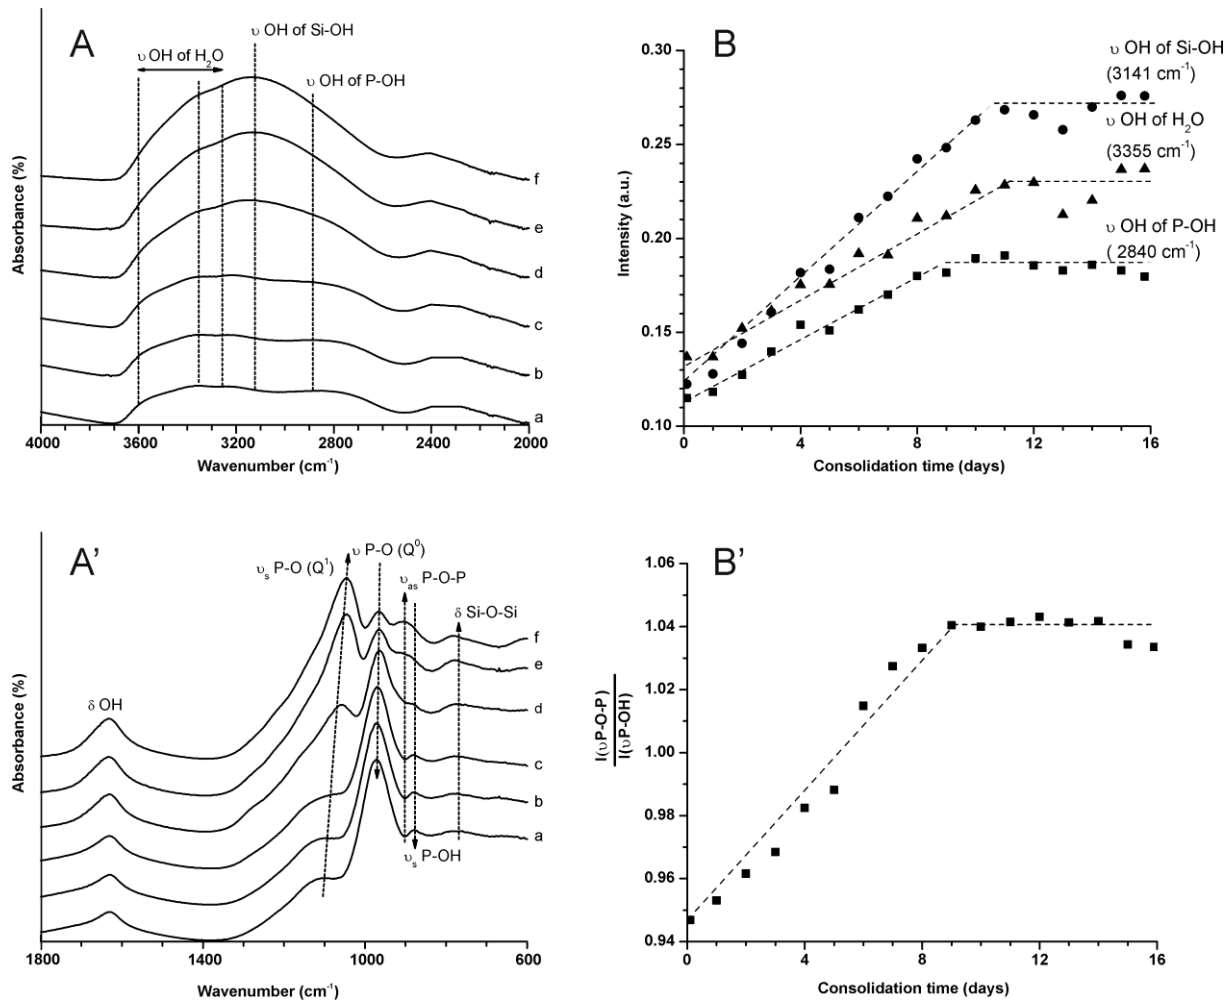 A
υ OH of Si-OH
υ OH of H2O
υ OH of P-OH
Absorbance (%)
f
e
d
c
b
a
4000 3600 3200 2800 2400 2000
Wavenumber (cm-1)
B
υ OH of Si-OH
(3141 cm-1)
υ OH of H2O
(3355 cm-1)
υ OH of P-OH
( 2840 cm-1)
Intensity (a.u.)
0.30
0.25
0.20
0.15
0.10
0 4 8 12 16
Consolidation time (days)
A'
υs P-O (Q1)
υ P-O (Q0)
υas P-O-P
δ Si-O-Si
δ OH
υs P-OH
Absorbance (%)
f
e
d
c
b
a
1800 1400 1000 600
Wavenumber (cm-1)
B'
I(υP-O-P)
I(υP-OH)
1.06
1.04
1.02
1.00
0.98
0.96
0.94
0 4 8 12 16
Consolidation time (days)